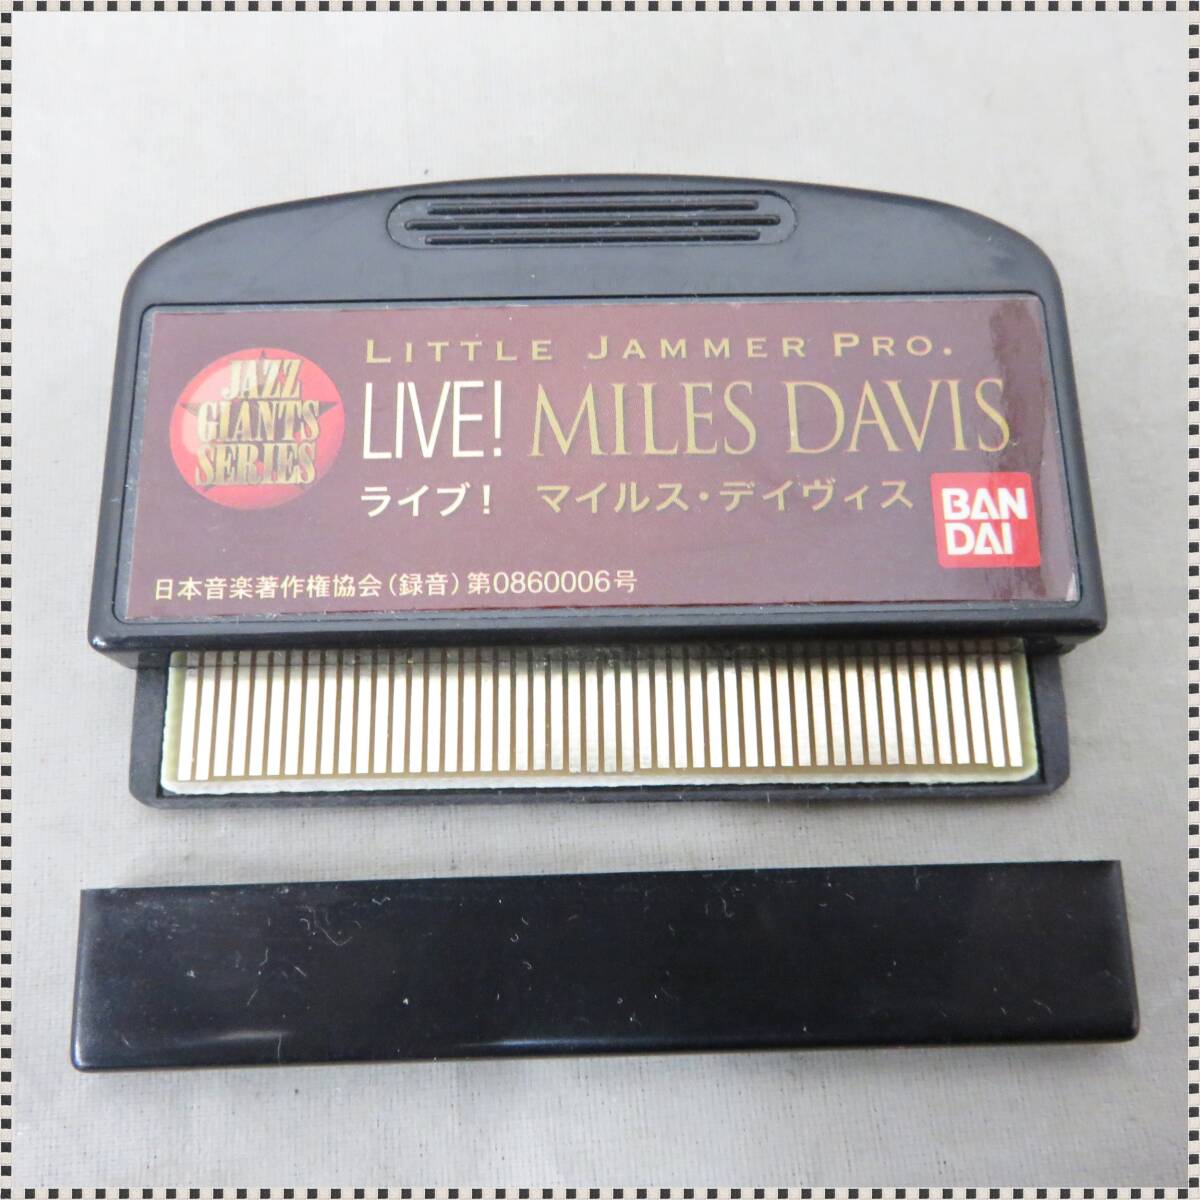 LITTLE JAMMER PRO.
JAZZ
GIANTS
SERIES
LIVE! MILES DAVIS
ライブ! マイルス・デイヴィス
BAN
DAI
日本音楽著作権協会(録音)第0860006号